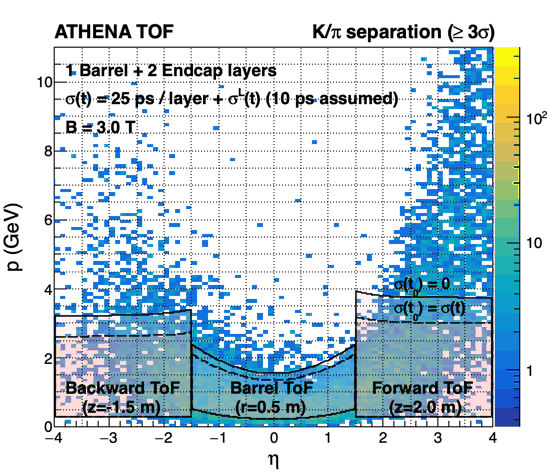 ATHENA TOF
K/π separation (≥ 3σ)
1 Barrel + 2 Endcap layers
σ(t) = 25 ps / layer + σᴸ(t) (10 ps assumed)
B = 3.0 T
σ(t₀) = 0
σ(t₀) = σ(t)
Backward ToF
(z=-1.5 m)
Barrel ToF
(r=0.5 m)
Forward ToF
(z=2.0 m)
p (GeV)
10
8
6
4
2
0
−4 −3 −2 −1 0 1 2 3 4
η
10²
10
1